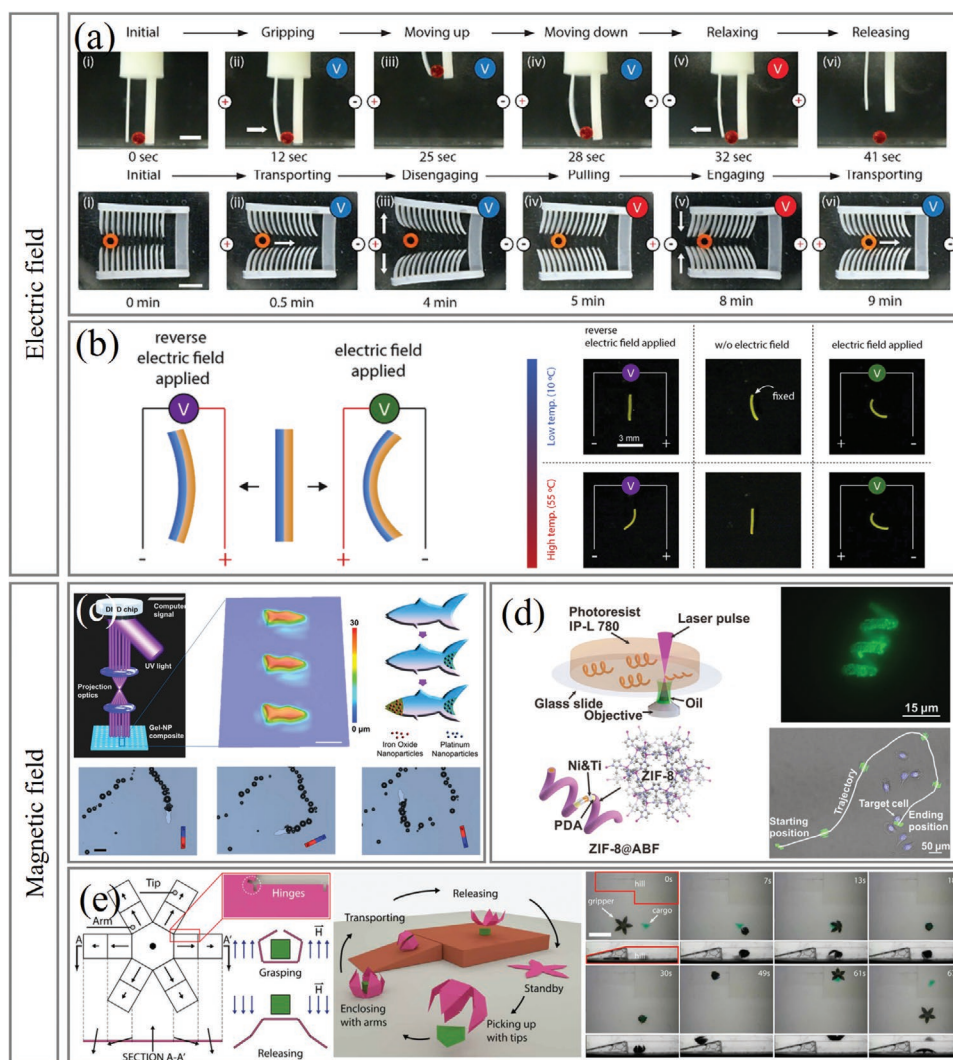 Electric field
(a)
Initial Gripping Moving up Moving down Relaxing Releasing
(i) (ii) V (iii) V (iv) V (v) V (vi)
+ - + - - +
0 sec 12 sec 25 sec 28 sec 32 sec 41 sec
Initial Transporting Disengaging Pulling Engaging Transporting
(i) (ii) V (iii) V (iv) V (v) V (vi) V
0 min 0.5 min 4 min 5 min 8 min 9 min
(b)
reverse
electric field
applied
electric field
applied
V V
- + + -
reverse
electric field applied
w/o electric field
electric field applied
Low temp. (10 ºC)
V
3 mm
- +
fixed
V
- +
High temp. (55 ºC)
V
- +
V
- +
Magnetic field
(c)
DMD chip
Computer
signal
UV light
Projection
optics
Gel-NP
composite
30
0 µm
Iron Oxide
Nanoparticles
Platinum
Nanoparticles
(d)
Photoresist
IP-L 780
Laser pulse
Glass slide
Oil
Objective
Ni&Ti
ZIF-8
PDA
ZIF-8@ABF
15 µm
Trajectory
Target cell
Starting
position
Ending
position
50 µm
(e)
Tip
Arm
A A'
SECTION A-A'
Hinges
H
Grasping
H
Releasing
Transporting
Releasing
Enclosing
with arms
Standby
Picking up
with tips
hill
0s
gripper
cargo
hill
7s
13s
30s
49s
61s